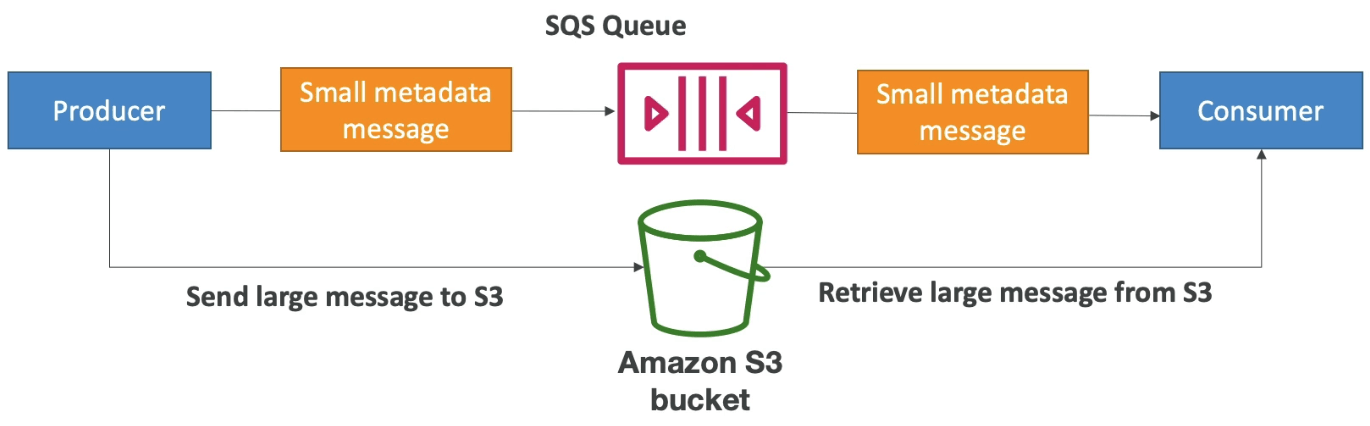 SQS Queue
Producer
Small metadata
message
Small metadata
message
Consumer
Send large message to S3
Retrieve large message from S3
Amazon S3
bucket